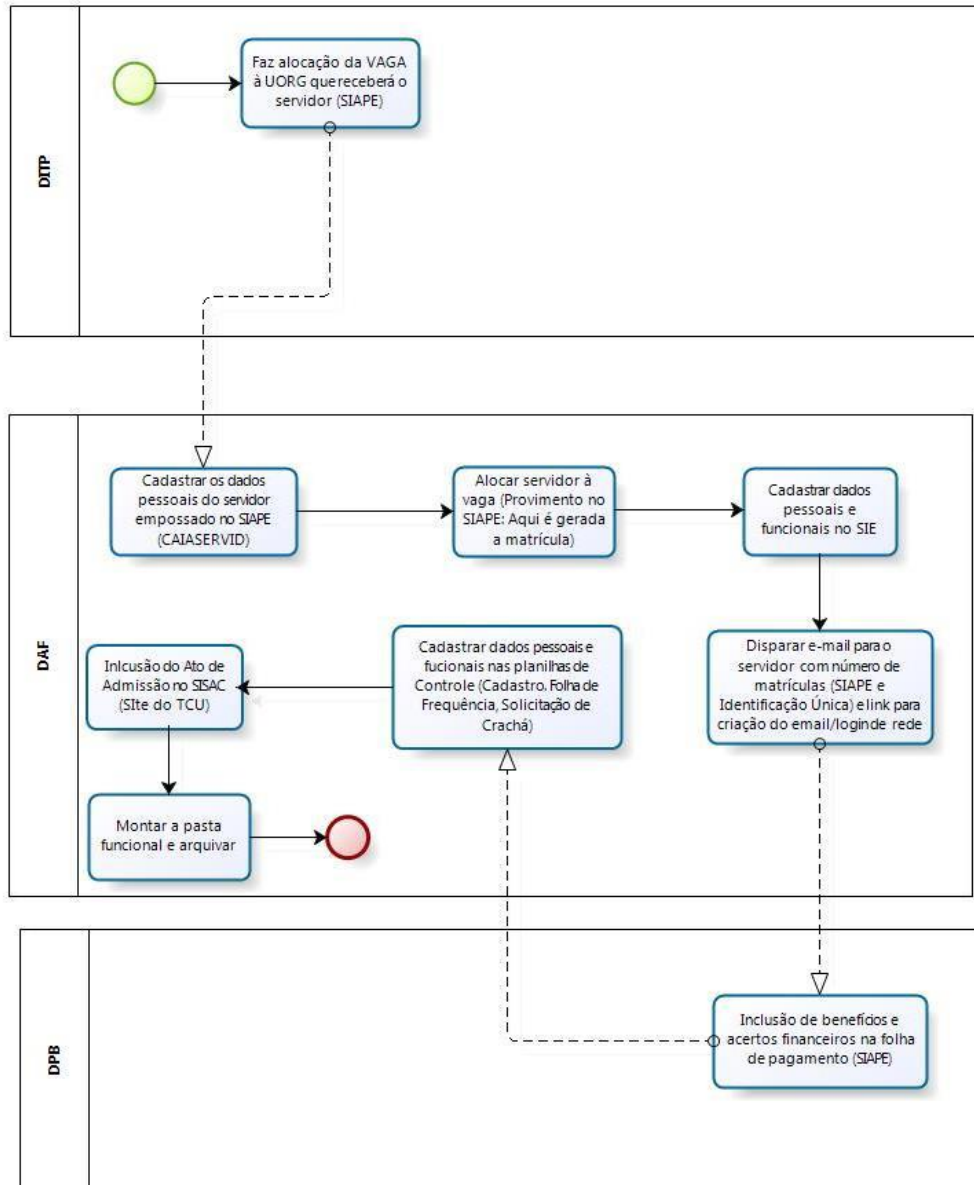 DITP
Faz alocação da VAGA
à UORG que receberá o
servidor (SIAPE)
DAF
Cadastrar os dados
pessoais do servidor
empossado no SIAPE
(CAIASERVID)
Alocar servidor à
vaga (Provimento no
SIAPE: Aqui é gerada
a matrícula)
Cadastrar dados
pessoais e
funcionais no SIE
Disparar e-mail para o
servidor com número de
matrículas (SIAPE e
Identificação Única) e link para
criação do email/login de rede
Cadastrar dados pessoais e
fucionais nas planilhas de
Controle (Cadastro, Folha de
Frequência, Solicitação de
Crachá)
Inlcusão do Ato de
Admissão no SISAC
(SIte do TCU)
Montar a pasta
funcional e arquivar
DPB
Inclusão de benefícios e
acertos financeiros na folha
de pagamento (SIAPE)